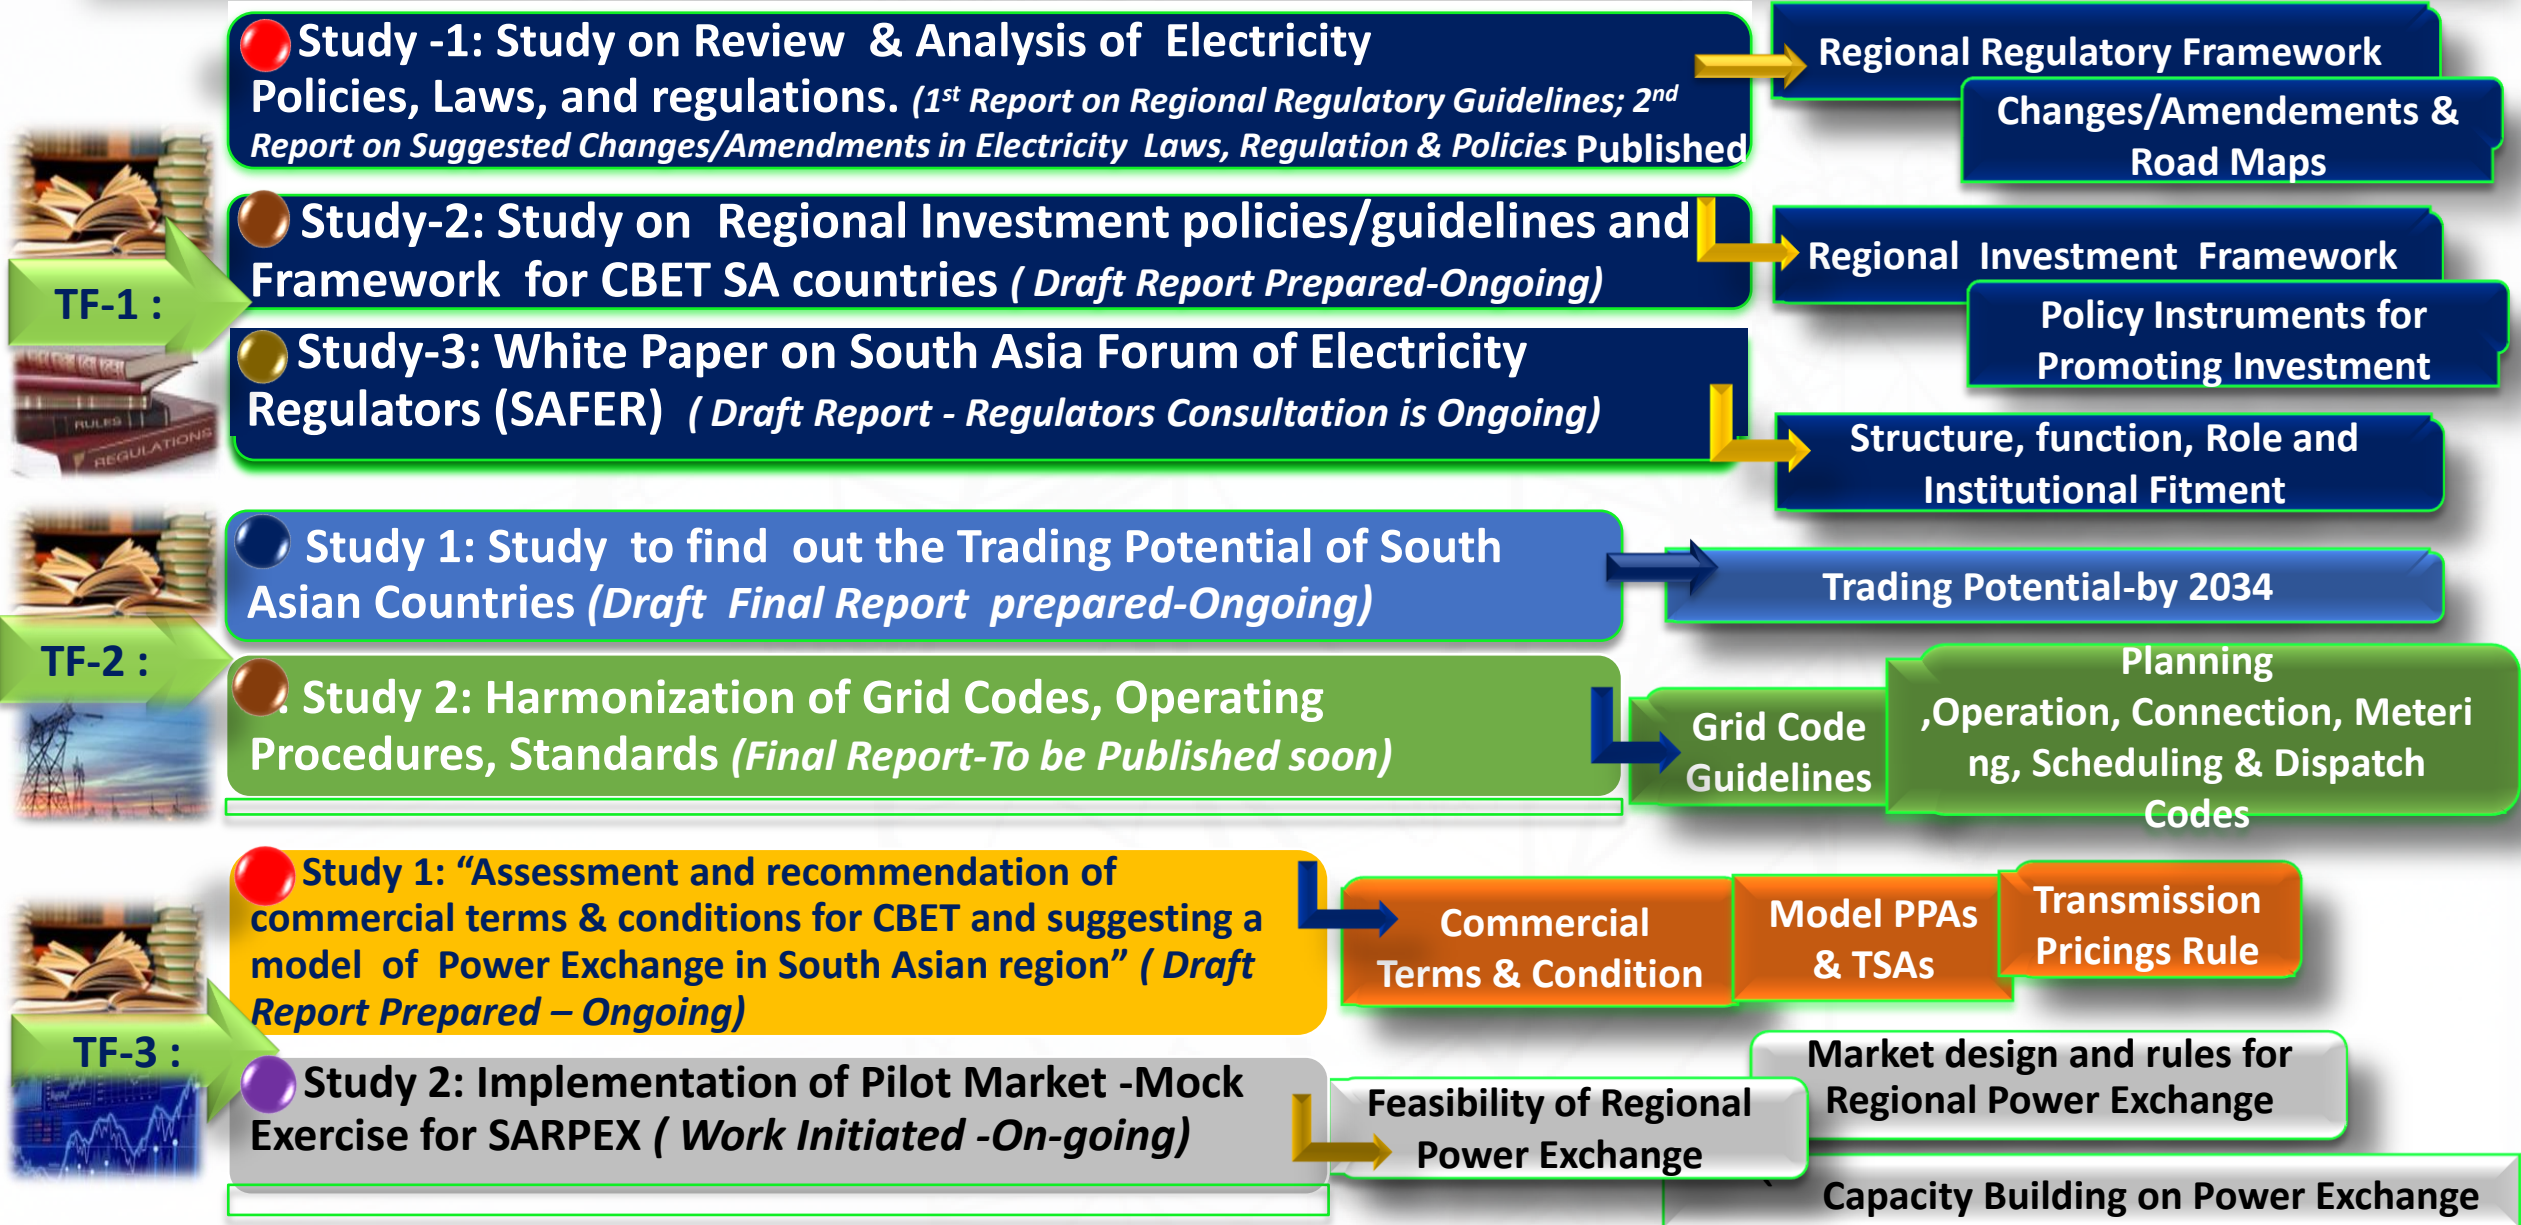 Study -1: Study on Review & Analysis of Electricity
Policies, Laws, and regulations. (1st Report on Regional Regulatory Guidelines; 2nd
Report on Suggested Changes/Amendments in Electricity Laws, Regulation & Policies - Published
Regional Regulatory Framework
Changes/Amendements &
Road Maps
TF-1 :
Study-2: Study on Regional Investment policies/guidelines and
Framework for CBET SA countries ( Draft Report Prepared-Ongoing)
Regional Investment Framework
Policy Instruments for
Promoting Investment
Study-3: White Paper on South Asia Forum of Electricity
Regulators (SAFER) ( Draft Report - Regulators Consultation is Ongoing)
Structure, function, Role and
Institutional Fitment
RULES
REGULATIONS
TF-2 :
Study 1: Study to find out the Trading Potential of South
Asian Countries (Draft Final Report prepared-Ongoing)
Trading Potential-by 2034
: Study 2: Harmonization of Grid Codes, Operating
Procedures, Standards (Final Report-To be Published soon)
Grid Code
Guidelines
Planning
,Operation, Connection, Meteri
ng, Scheduling & Dispatch
Codes
TF-3 :
Study 1: “Assessment and recommendation of
commercial terms & conditions for CBET and suggesting a
model of Power Exchange in South Asian region” ( Draft
Report Prepared – Ongoing)
Commercial
Terms & Condition
Model PPAs
& TSAs
Transmission
Pricings Rule
Study 2: Implementation of Pilot Market -Mock
Exercise for SARPEX ( Work Initiated -On-going)
Feasibility of Regional
Power Exchange
Market design and rules for
Regional Power Exchange
Capacity Building on Power Exchange